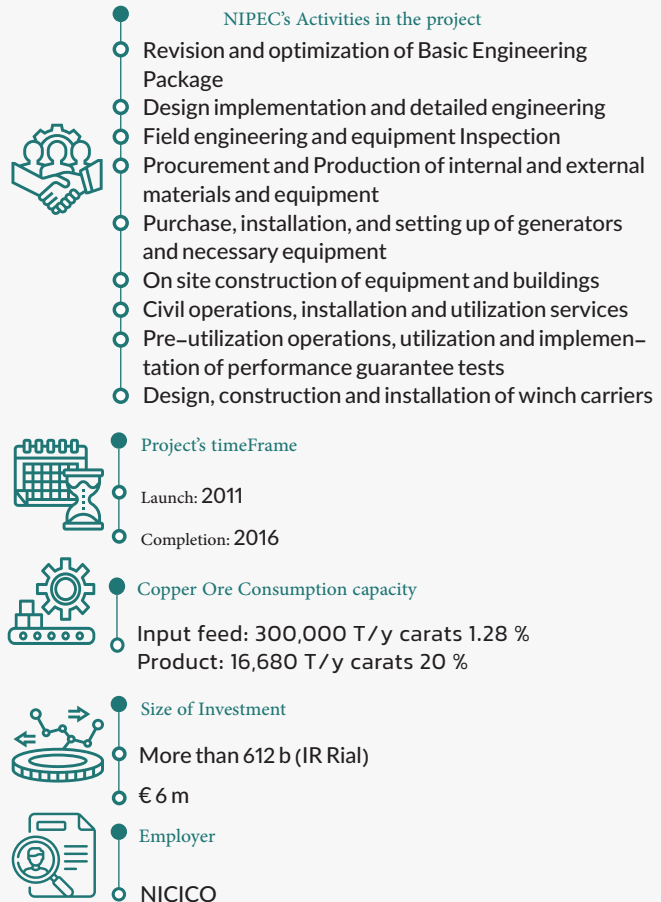 NIPEC's Activities in the project
Revision and optimization of Basic Engineering
Package
Design implementation and detailed engineering
Field engineering and equipment Inspection
Procurement and Production of internal and external
materials and equipment
Purchase, installation, and setting up of generators
and necessary equipment
On site construction of equipment and buildings
Civil operations, installation and utilization services
Pre-utilization operations, utilization and implemen-
tation of performance guarantee tests
Design, construction and installation of winch carriers
Project's timeFrame
Launch: 2011
Completion: 2016
Copper Ore Consumption capacity
Input feed: 300,000 T/y carats 1.28 %
Product: 16,680 T/y carats 20 %
Size of Investment
More than 612 b (IR Rial)
€ 6 m
Employer
NICICO